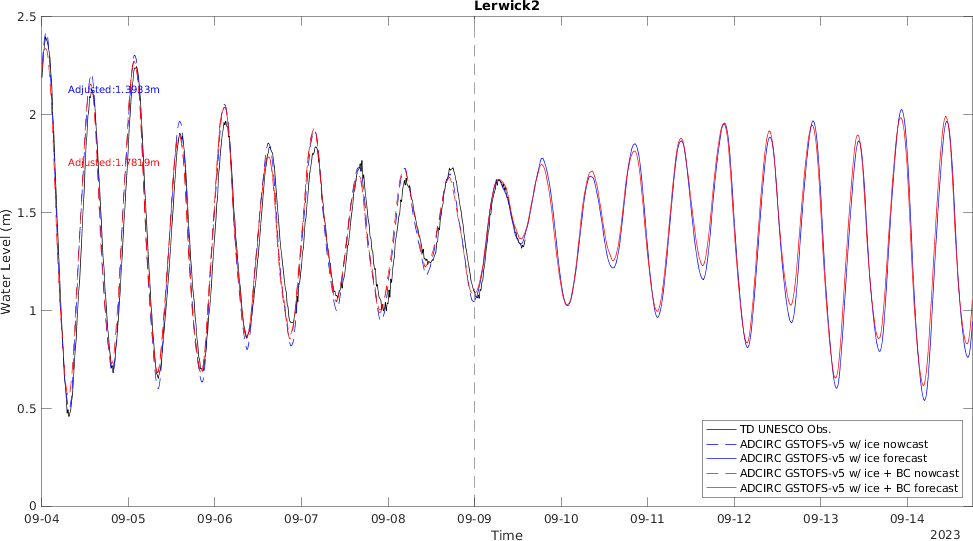 Lerwick2
2.5
2
1.5
1
0.5
0
Water Level (m)
Adjusted:1.3933m
Adjusted:1.7819m
TD UNESCO Obs.
ADCIRC GSTOFS-v5 w/ ice nowcast
ADCIRC GSTOFS-v5 w/ ice forecast
ADCIRC GSTOFS-v5 w/ ice + BC nowcast
ADCIRC GSTOFS-v5 w/ ice + BC forecast
09-04 09-05 09-06 09-07 09-08 09-09 09-10 09-11 09-12 09-13 09-14
Time
2023